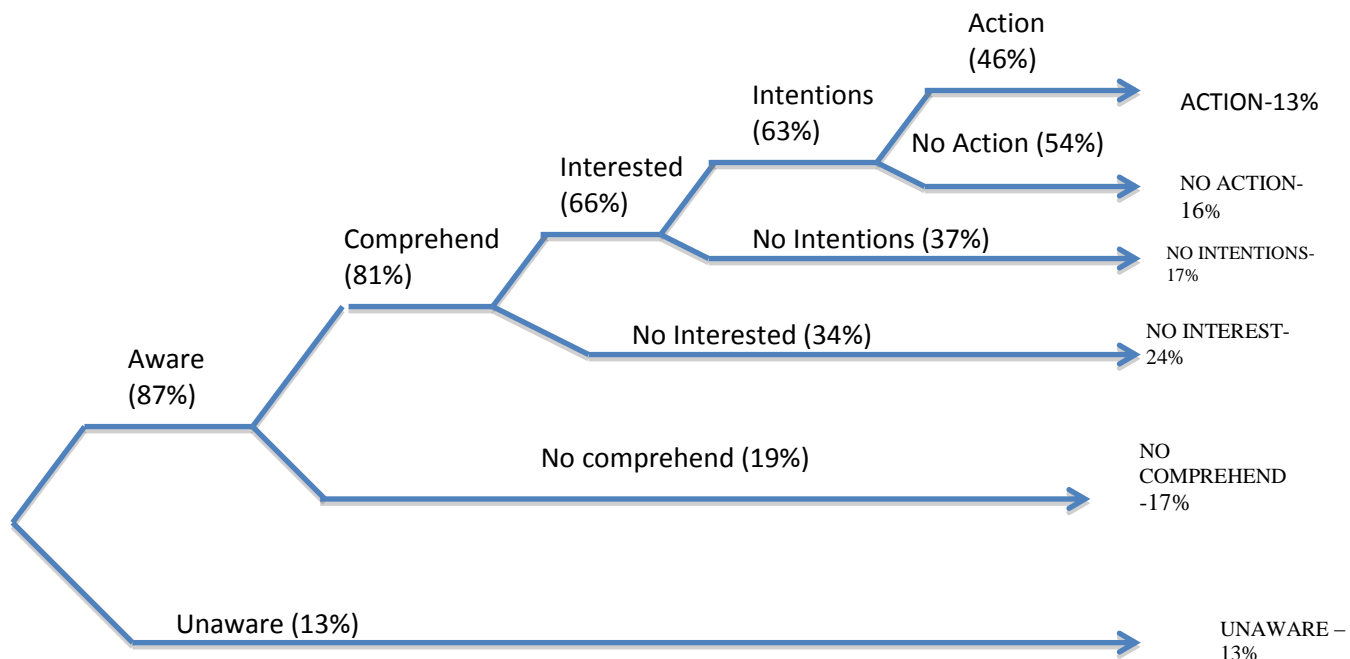 Action
(46%)
ACTION-13%
Intentions
(63%)
No Action (54%)
Interested
(66%)
NO ACTION-
16%
Comprehend
(81%)
No Intentions (37%)
NO INTENTIONS-
17%
No Interested (34%)
NO INTEREST-
24%
Aware
(87%)
No comprehend (19%)
NO
COMPREHEND
-17%
Unaware (13%)
UNAWARE –
13%